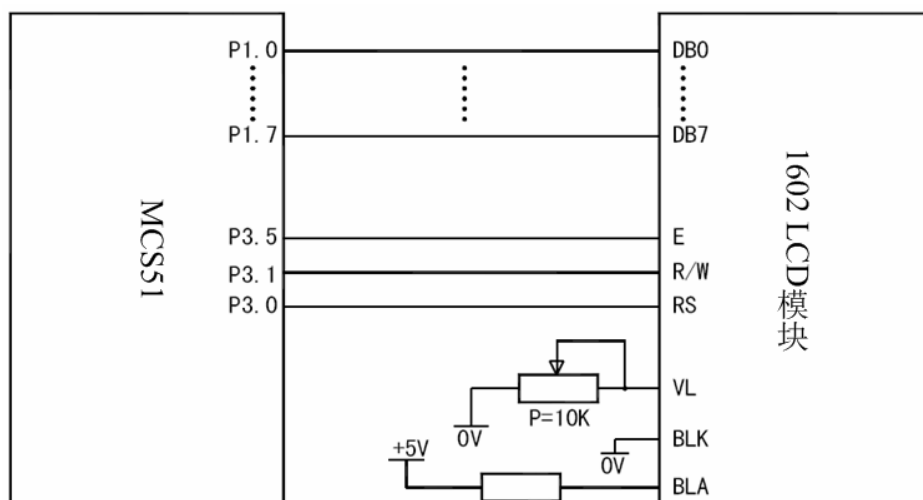 P1.0
DB0
P1.7
DB7
MCS51
1602 LCD模块
P3.5
E
P3.1
R/W
P3.0
RS
VL
P=10K
0V
BLK
0V
+5V
BLA